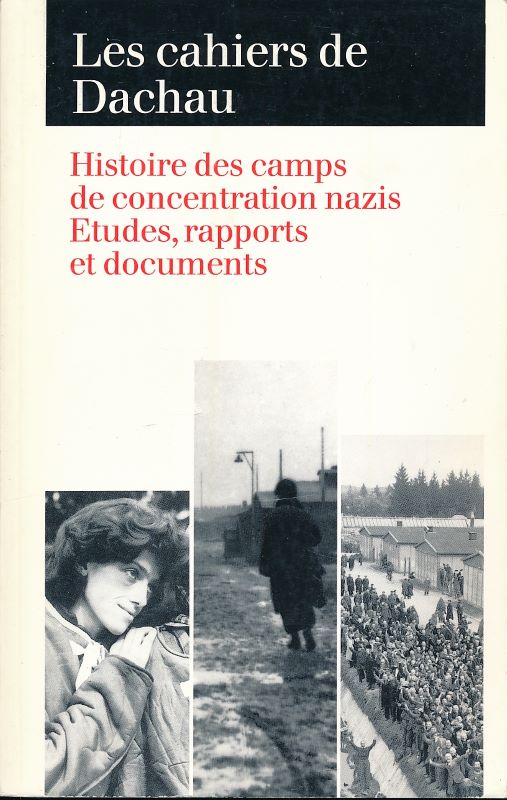 Les cahiers de
Dachau
Histoire des camps
de concentration nazis
Etudes, rapports
et documents